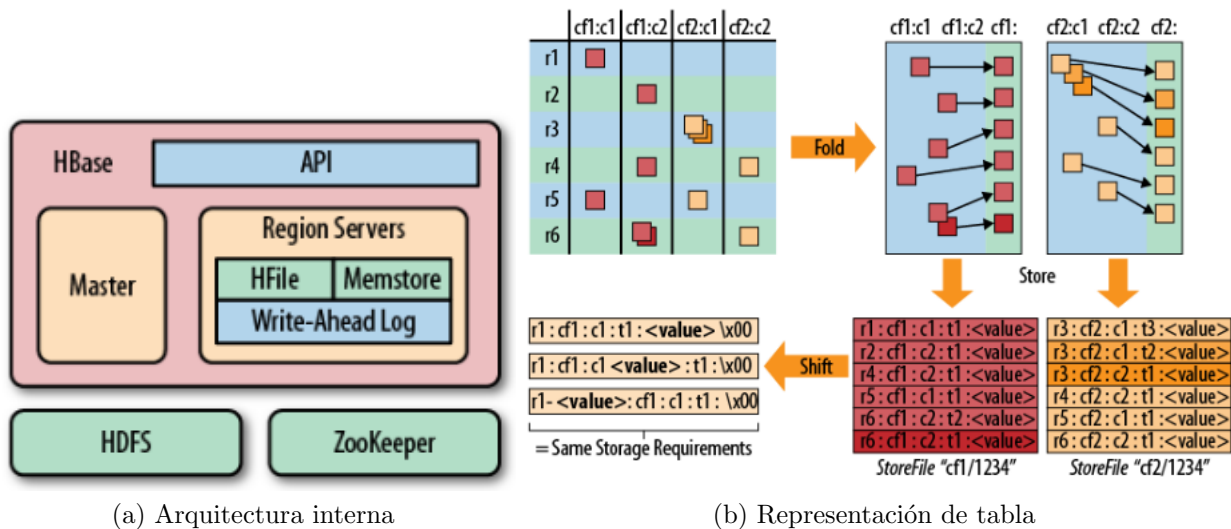 HBase
API
Master
Region Servers
HFile
Memstore
Write-Ahead Log
HDFS
ZooKeeper
(a) Arquitectura interna
cf1:c1 cf1:c2 cf2:c1 cf2:c2
r1
r2
r3
r4
r5
r6
Fold
cf1:c1 cf1:c2 cf1:
cf2:c1 cf2:c2 cf2:
Store
r1 : cf1 : c1 : t1 : <value>
r2 : cf1 : c2 : t1 : <value>
r4 : cf1 : c2 : t1 : <value>
r5 : cf1 : c1 : t1 : <value>
r6 : cf1 : c2 : t2 : <value>
r6 : cf1 : c2 : t1 : <value>
StoreFile "cf1/1234"
r3 : cf2 : c1 : t3 : <value>
r3 : cf2 : c1 : t2 : <value>
r3 : cf2 : c2 : t1 : <value>
r4 : cf2 : c2 : t1 : <value>
r5 : cf2 : c1 : t1 : <value>
r6 : cf2 : c2 : t1 : <value>
StoreFile "cf2/1234"
Shift
r1 : cf1 : c1 : t1 : <value> \x00
r1 : cf1 : c1 <value> : t1 : \x00
r1- <value>: cf1 : c1 : t1 : \x00
= Same Storage Requirements
(b) Representación de tabla